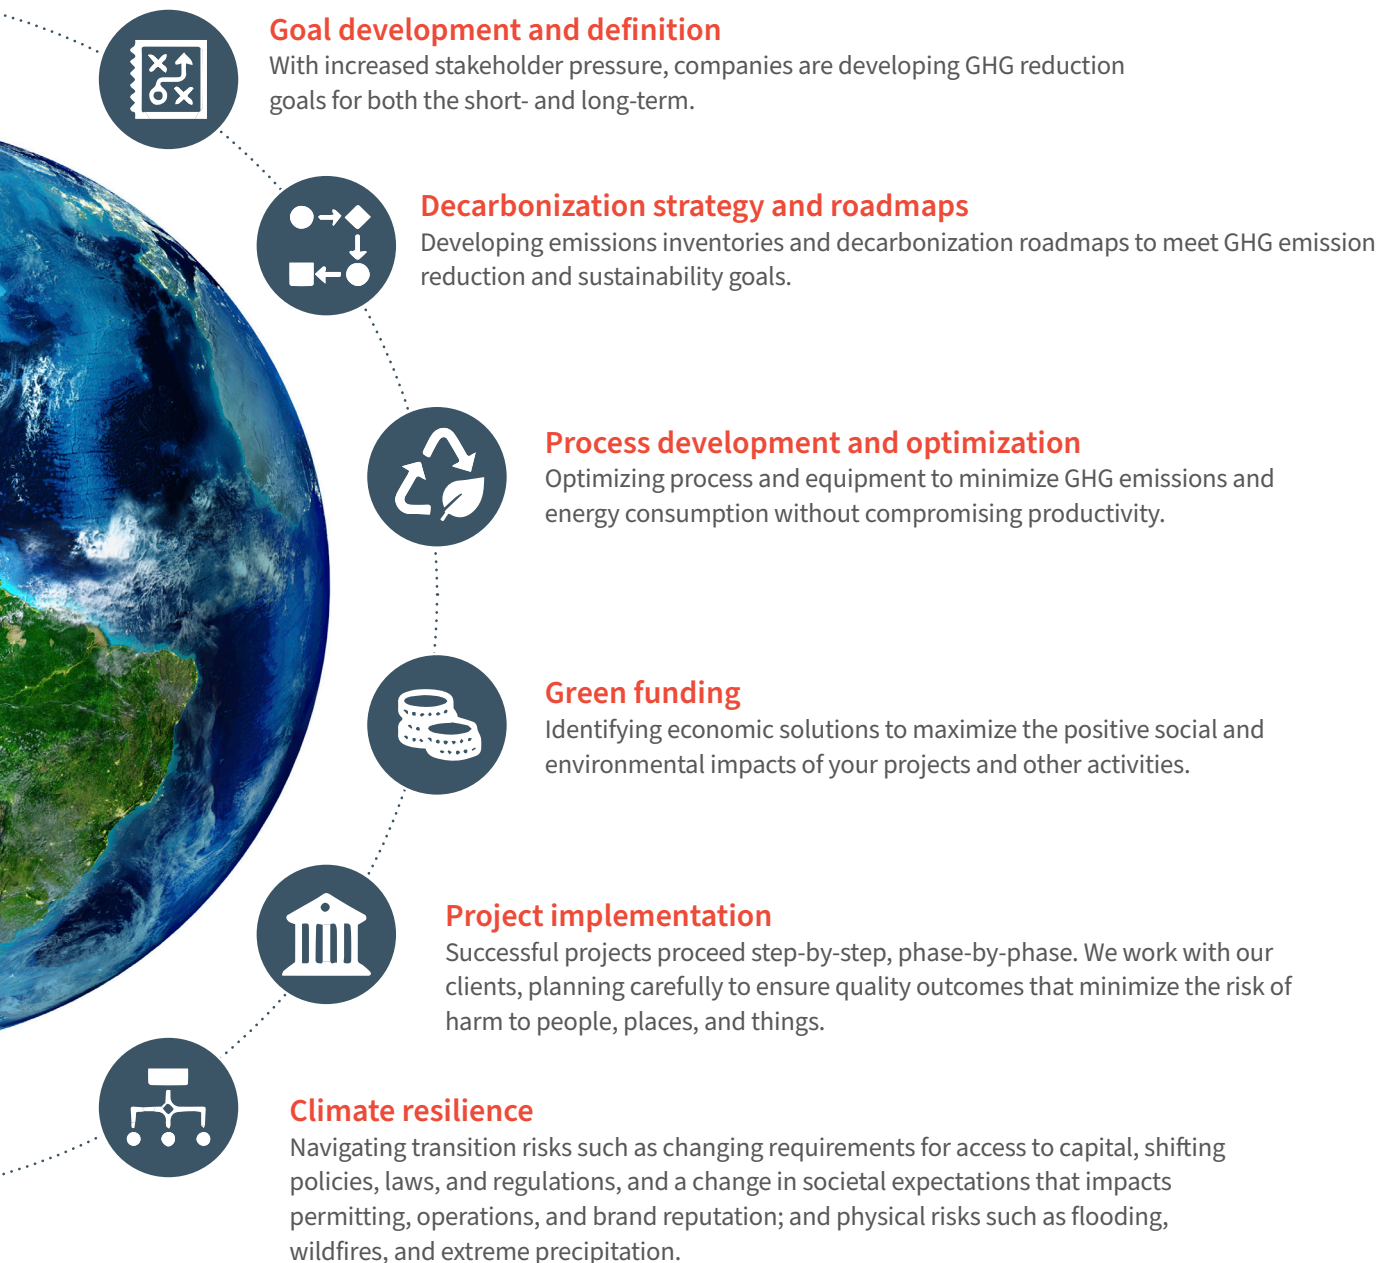 Goal development and definition
With increased stakeholder pressure, companies are developing GHG reduction
goals for both the short- and long-term.
Decarbonization strategy and roadmaps
Developing emissions inventories and decarbonization roadmaps to meet GHG emission
reduction and sustainability goals.
Process development and optimization
Optimizing process and equipment to minimize GHG emissions and
energy consumption without compromising productivity.
Green funding
Identifying economic solutions to maximize the positive social and
environmental impacts of your projects and other activities.
Project implementation
Successful projects proceed step-by-step, phase-by-phase. We work with our
clients, planning carefully to ensure quality outcomes that minimize the risk of
harm to people, places, and things.
Climate resilience
Navigating transition risks such as changing requirements for access to capital, shifting
policies, laws, and regulations, and a change in societal expectations that impacts
permitting, operations, and brand reputation; and physical risks such as flooding,
wildfires, and extreme precipitation.